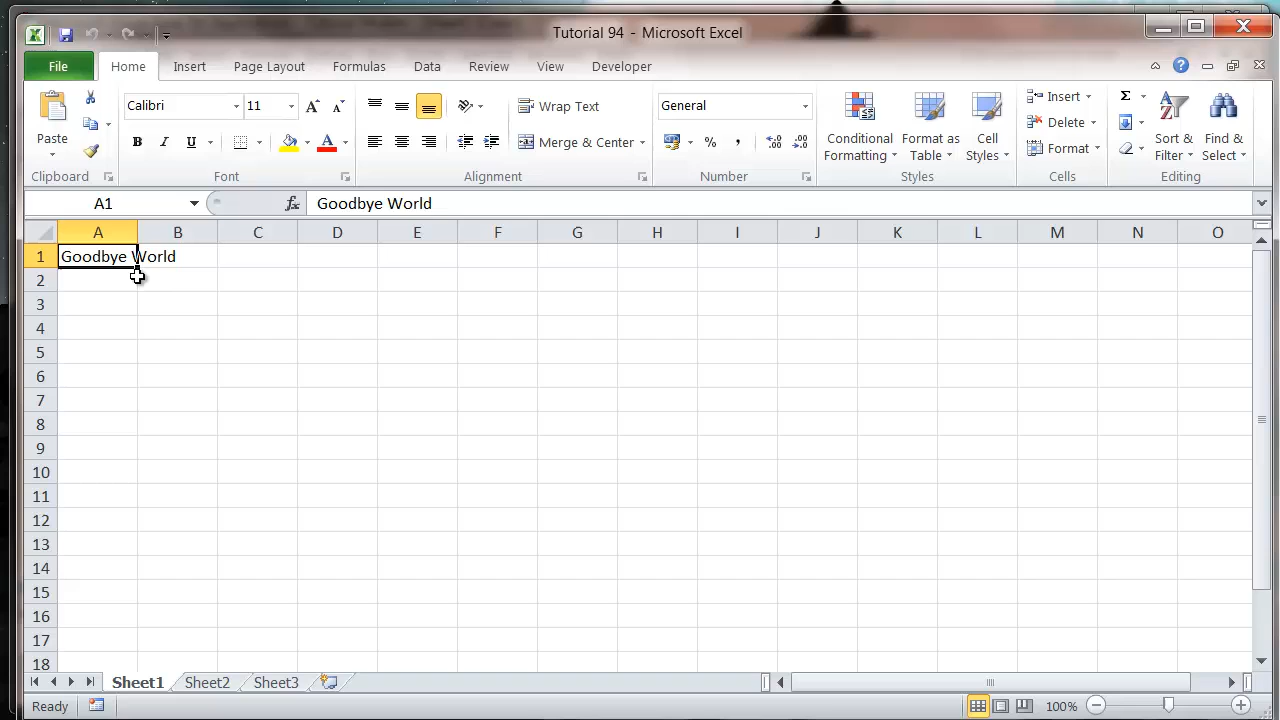 Tutorial 94 - Microsoft Excel
File Home Insert Page Layout Formulas Data Review View Developer
Calibri 11 Wrap Text General Insert Σ
Paste B I U A Merge & Center % , Conditional Formatting Format as Table Cell Styles Delete Format Sort & Filter Find & Select
Clipboard Font Alignment Number Styles Cells Editing
A1 fx Goodbye World
A B C D E F G H I J K L M N O
1 Goodbye World
2
3
4
5
6
7
8
9
10
11
12
13
14
15
16
17
18
Sheet1 Sheet2 Sheet3
Ready 100%